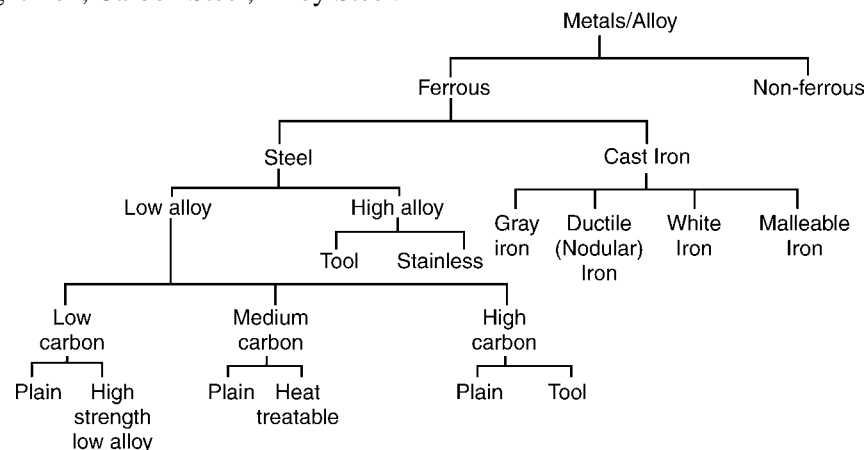 Carbon Steel, Alloy Steel.
Metals/Alloy
Ferrous
Non-ferrous
Steel
Cast Iron
Low alloy
High alloy
Gray
iron
Ductile
(Nodular)
Iron
White
Iron
Malleable
Iron
Tool
Stainless
Low
carbon
Medium
carbon
High
carbon
Plain
High
strength
low alloy
Plain
Heat
treatable
Plain
Tool